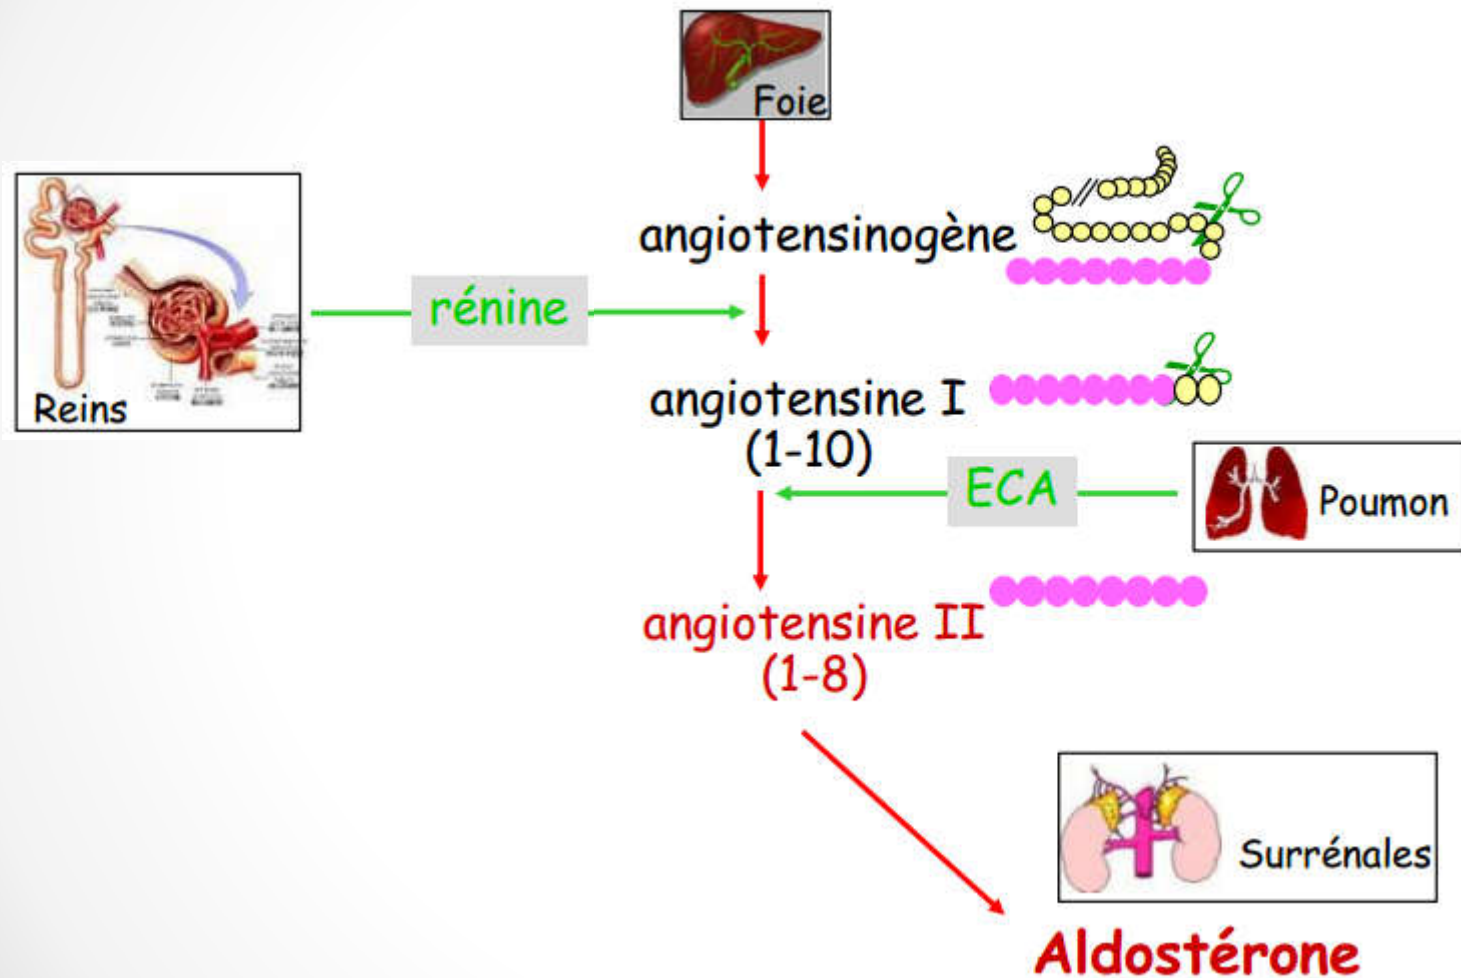 Foie
angiotensinogène
rénine
Reins
angiotensine I
(1-10)
ECA
Poumon
angiotensine II
(1-8)
Surrénales
Aldostérone